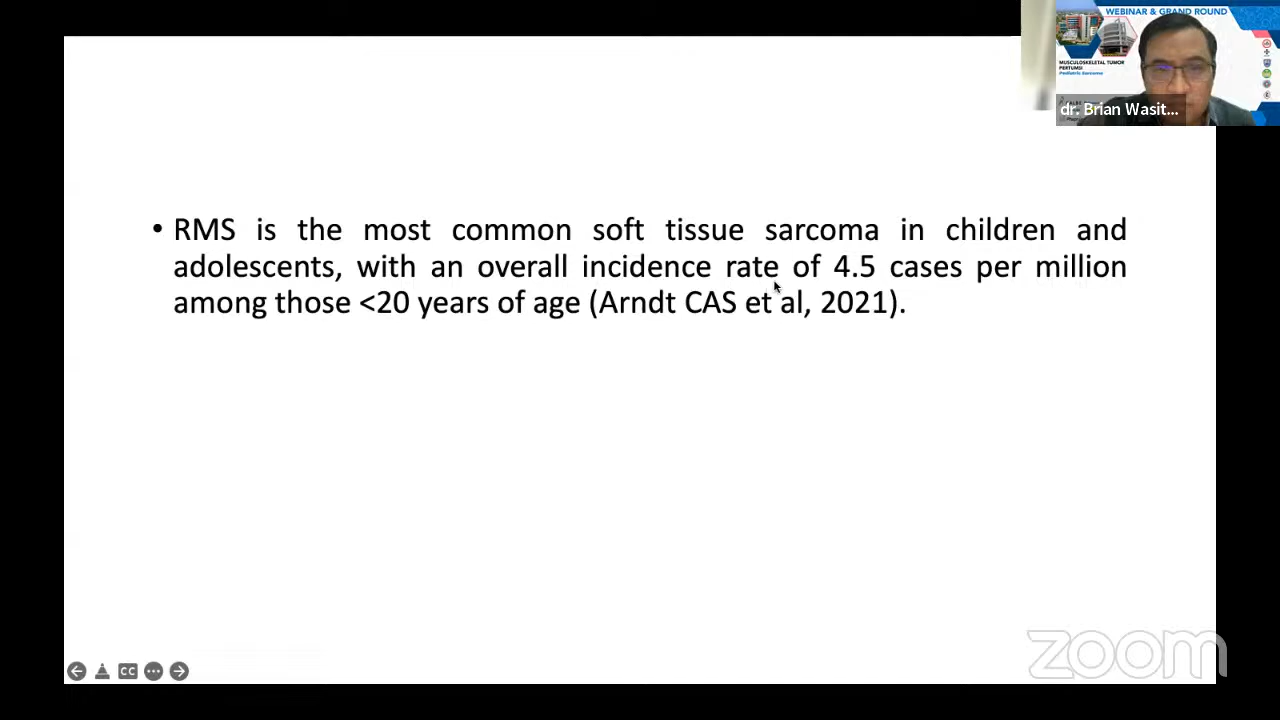 WEBINAR & GRAND ROUND
MUSCULOSKELETAL TUMOR
PERTUMSI
Pediatric Sarcoma
dr. Brian Wasit...
• RMS is the most common soft tissue sarcoma in children and
adolescents, with an overall incidence rate of 4.5 cases per million
among those <20 years of age (Arndt CAS et al, 2021).
CC
zoom